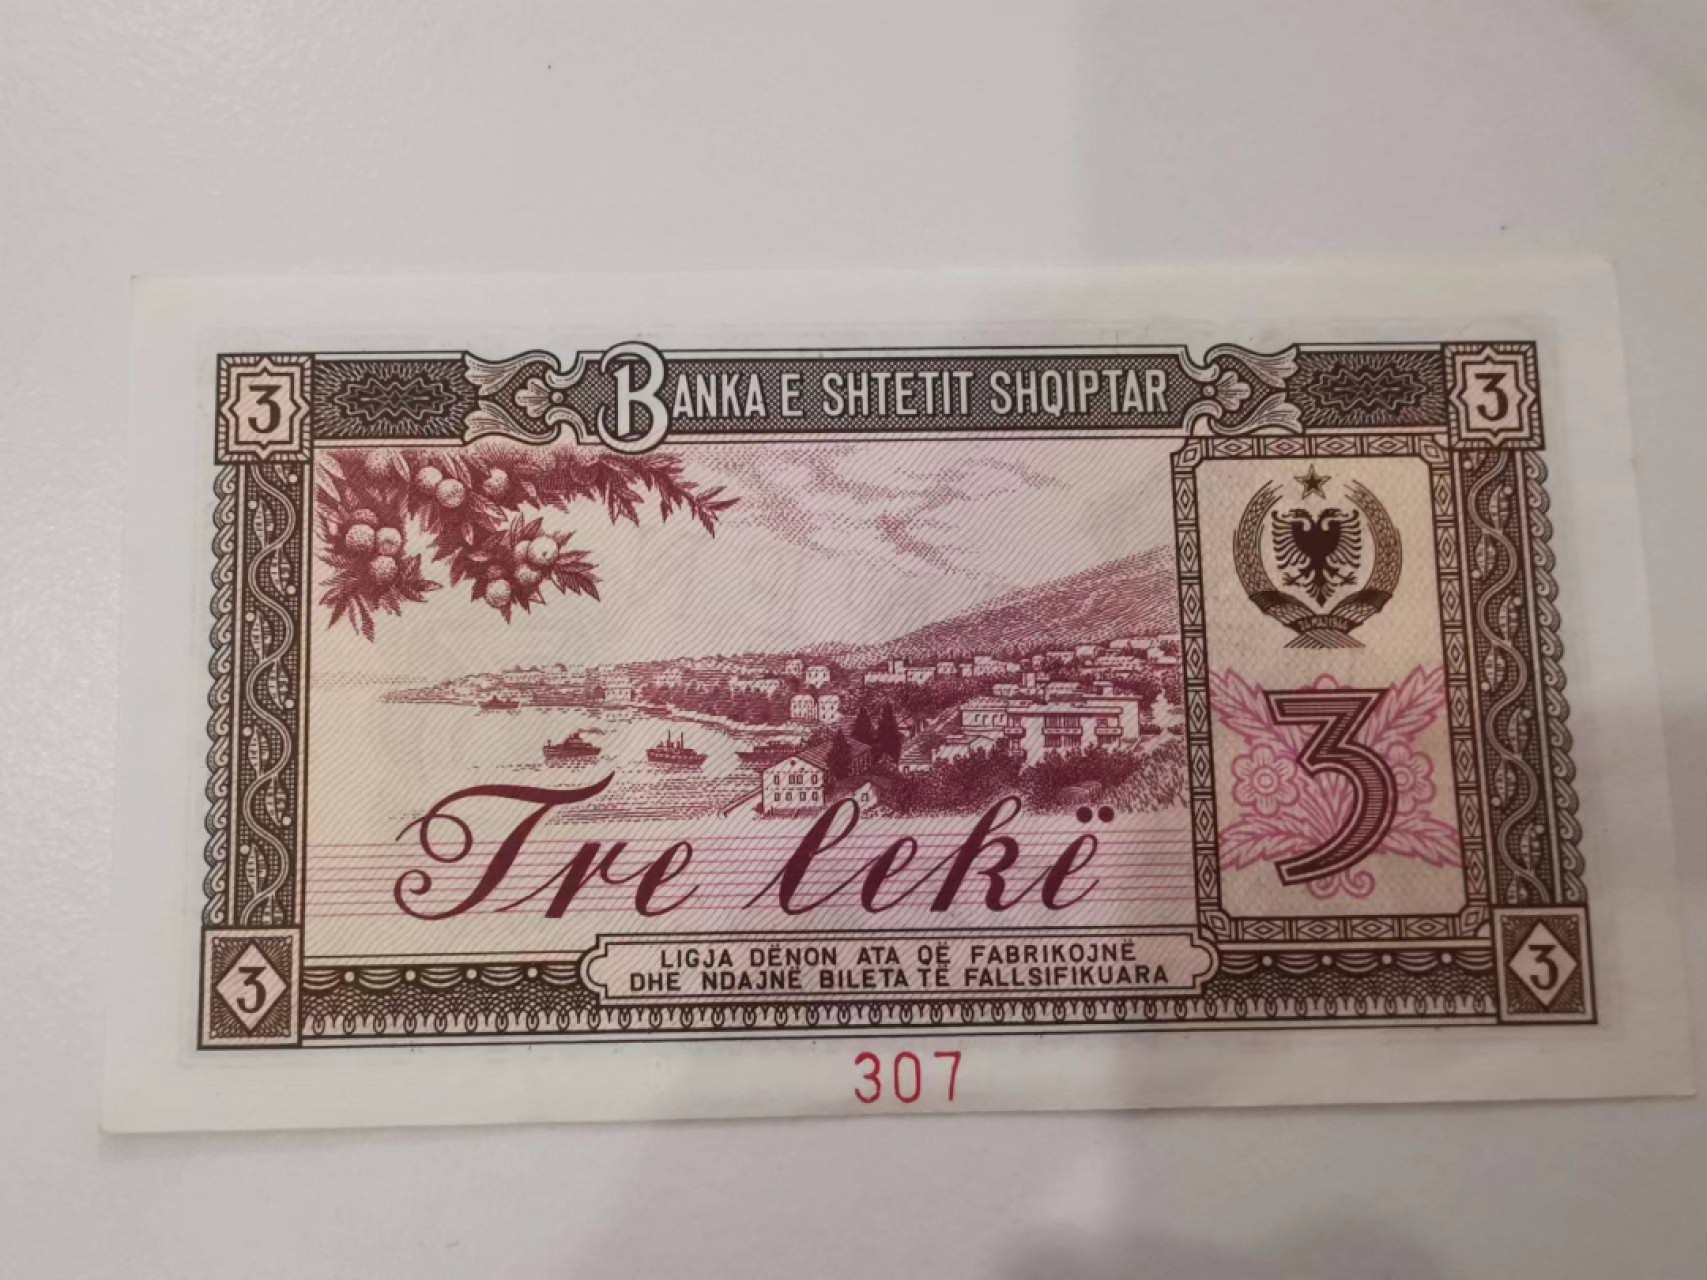 3 BANKA E SHTETIT SHQIPTAR 3
Tre lekë
3
LIGJA DËNON ATA QË FABRIKOJNË
DHE NDAJNË BILETA TË FALLSIFIKUARA
3 3
307